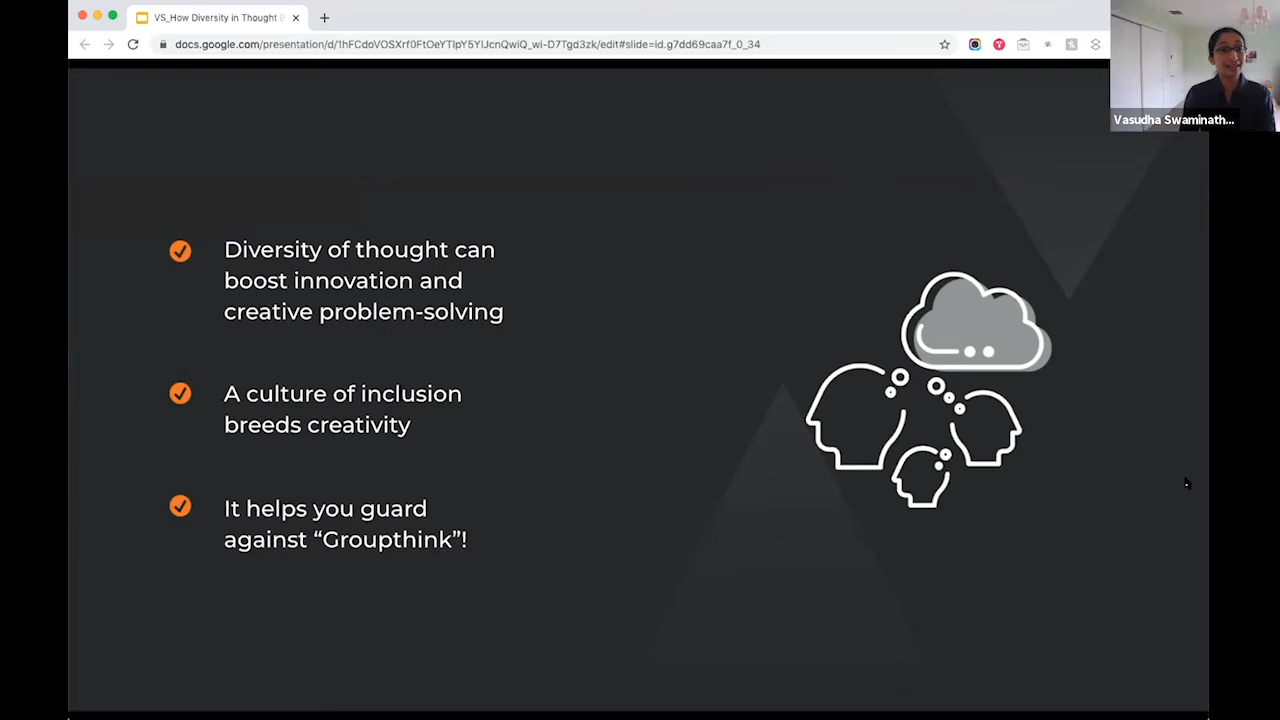 VS_How Diversity in Thought B
docs.google.com/presentation/d/1hFCdoVOSXrf0FtOeYTlpY5YlJcnQwiQ_wi-D7Tgd3zk/edit#slide=id.g7dd69caa7f_0_34
Vasudha Swaminath...
Diversity of thought can
boost innovation and
creative problem-solving
A culture of inclusion
breeds creativity
It helps you guard
against “Groupthink”!